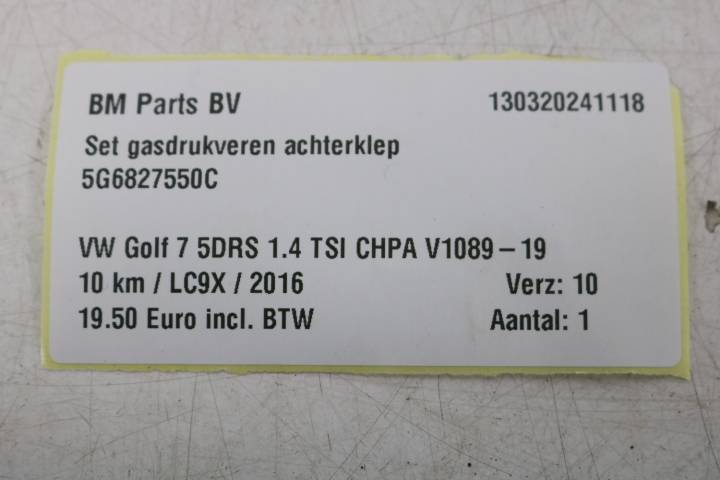 BM Parts BV 130320241118
Set gasdrukveren achterklep
5G6827550C
VW Golf 7 5DRS 1.4 TSI CHPA V1089-19
10 km / LC9X / 2016 Verz: 10
19.50 Euro incl. BTW Aantal: 1